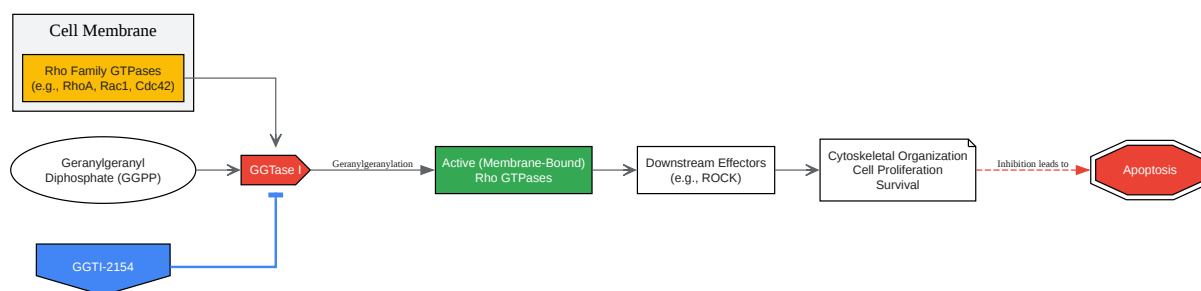 Cell Membrane
Rho Family GTPases
(e.g., RhoA, Rac1, Cdc42)
Geranylgeranyl
Diphosphate (GGPP)
GGTase I
Geranylgeranylation
Active (Membrane-Bound)
Rho GTPases
Downstream Effectors
(e.g., ROCK)
Cytoskeletal Organization
Cell Proliferation
Survival
Inhibition leads to
Apoptosis
GGTI-2154